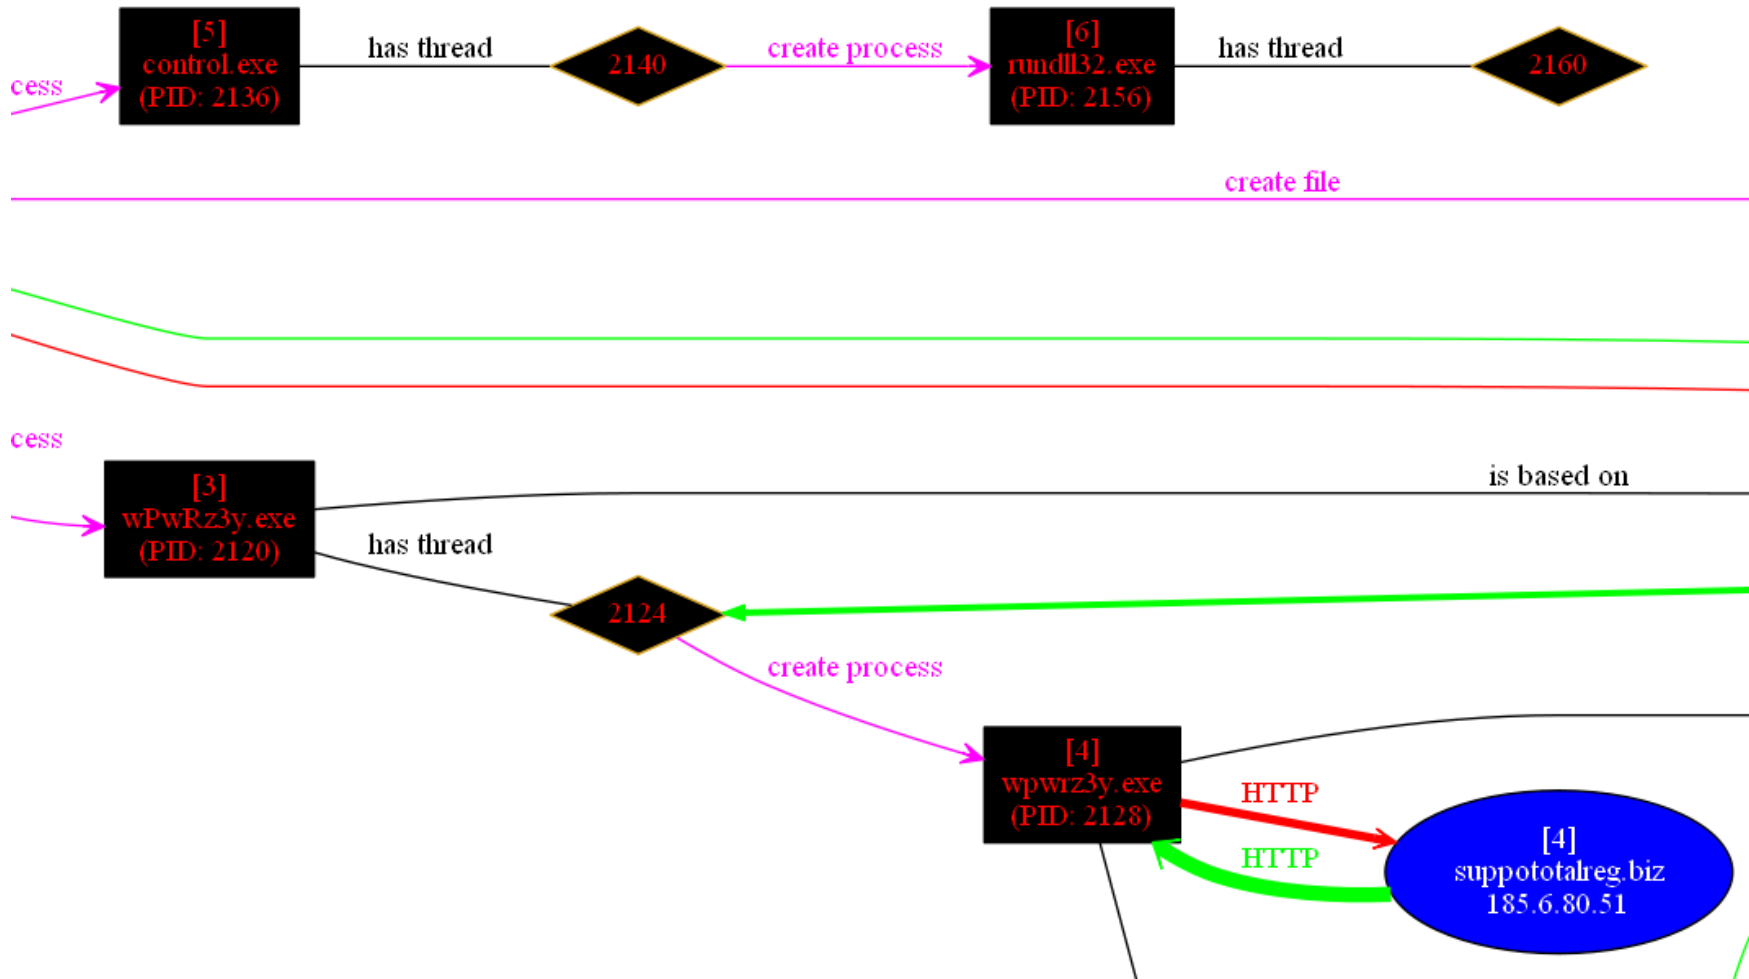 [5]
control.exe
(PID: 2136)
has thread
2140
create process
[6]
rundll32.exe
(PID: 2156)
has thread
2160
cess
create file
cess
[3]
wPwRz3y.exe
(PID: 2120)
is based on
has thread
2124
create process
[4]
wpwrz3y.exe
(PID: 2128)
HTTP
HTTP
[4]
suppototalreg.biz
185.6.80.51